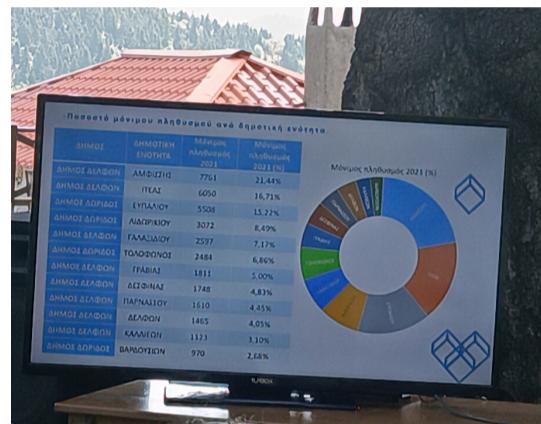 -Ποσοστό μόνιμου πληθυσμού ανά δημοτική ενότητα
ΔΗΜΟΣ ΔΗΜΟΤΙΚΗ ΕΝΟΤΗΤΑ Μόνιμος πληθυσμός 2021 Μόνιμος πληθυσμός 2021 (%)
ΔΗΜΟΣ ΔΕΛΦΩΝ ΑΜΦΙΣΣΗΣ 7761 21,44%
ΔΗΜΟΣ ΔΕΛΦΩΝ ΙΤΕΑΣ 6050 16,71%
ΔΗΜΟΣ ΔΩΡΙΔΟΣ ΕΥΠΑΛΙΟΥ 5508 15,22%
ΔΗΜΟΣ ΔΩΡΙΔΟΣ ΛΙΔΩΡΙΚΙΟΥ 3072 8,49%
ΔΗΜΟΣ ΔΕΛΦΩΝ ΓΑΛΑΞΙΔΙΟΥ 2597 7,17%
ΔΗΜΟΣ ΔΩΡΙΔΟΣ ΤΟΛΟΦΩΝΟΣ 2484 6,86%
ΔΗΜΟΣ ΔΕΛΦΩΝ ΓΡΑΒΙΑΣ 1811 5,00%
ΔΗΜΟΣ ΔΕΛΦΩΝ ΔΕΣΦΙΝΑΣ 1748 4,83%
ΔΗΜΟΣ ΔΕΛΦΩΝ ΠΑΡΝΑΣΣΟΥ 1610 4,45%
ΔΗΜΟΣ ΔΕΛΦΩΝ ΔΕΛΦΩΝ 1465 4,05%
ΔΗΜΟΣ ΔΕΛΦΩΝ ΚΑΛΛΙΕΩΝ 1123 3,10%
ΔΗΜΟΣ ΔΩΡΙΔΟΣ ΒΑΡΔΟΥΣΙΩΝ 970 2,68%
Μόνιμος πληθυσμός 2021 (%)